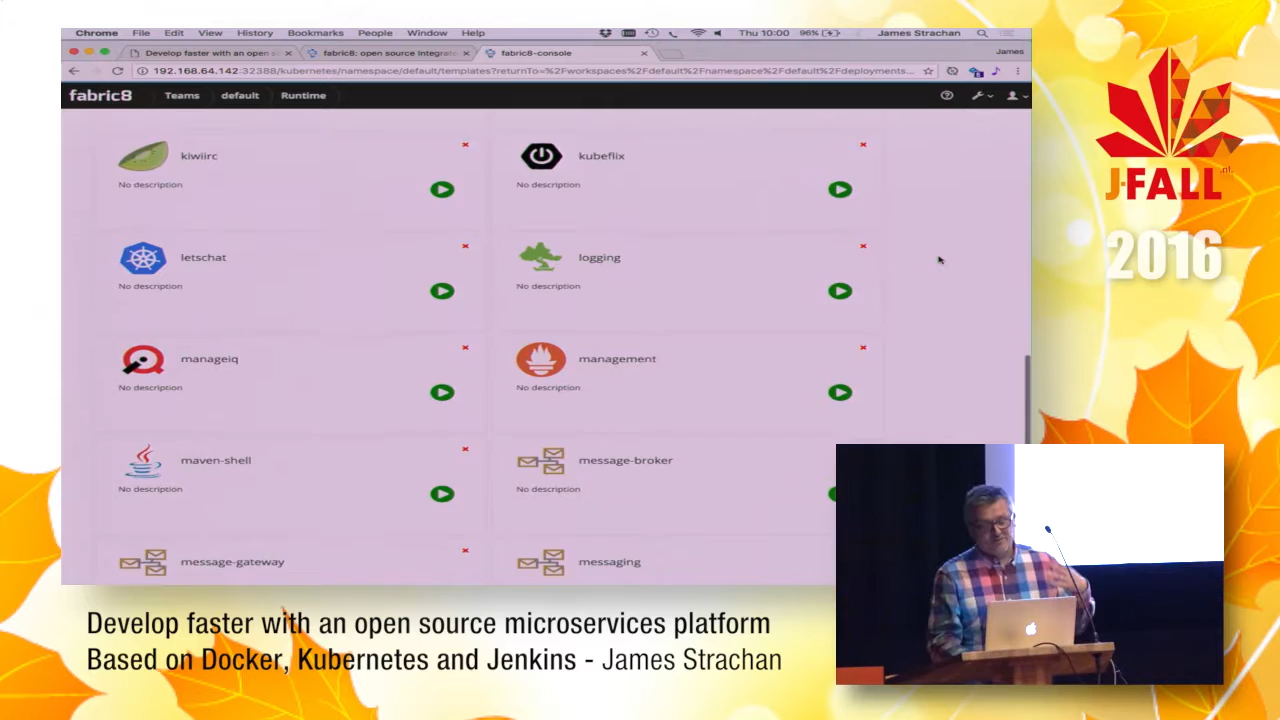 Chrome File Edit View History Bookmarks People Window Help Thu 10:00 96% James Strachan
Develop faster with an open s fabric8: open source Integrat fabric8-console James
192.168.64.142:32388/kubernetes/namespace/default/templates?returnTo=%2Fworkspaces%2Fdefault%2Fnamespace%2Fdefault%2Fdeployments...
fabric8 Teams default Runtime
kiwiirc kubeflix
No description No description
letschat logging
No description No description
manageiq management
No description No description
maven-shell message-broker
No description No description
message-gateway messaging
J-FALL .nl
2016
Develop faster with an open source microservices platform
Based on Docker, Kubernetes and Jenkins - James Strachan